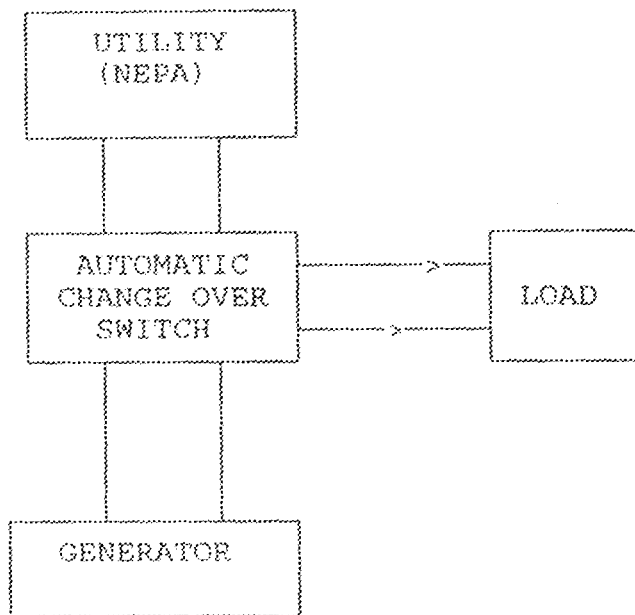 UTILITY
(NEPA)
AUTOMATIC
CHANGE OVER
SWITCH
LOAD
GENERATOR